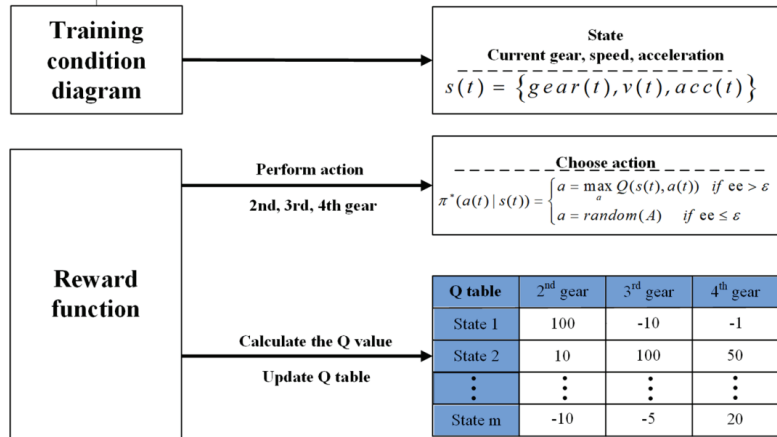 Training
condition
diagram
State
Current gear, speed, acceleration
s(t) = {gear(t), v(t), acc(t)}
Reward
function
Perform action
2nd, 3rd, 4th gear
Choose action
π*(a(t) | s(t)) = { a = max_a Q(s(t), a(t)) if ee > ε
a = random(A) if ee ≤ ε
Calculate the Q value
Update Q table
Q table 2nd gear 3rd gear 4th gear
State 1 100 -10 -1
State 2 10 100 50
⋮ ⋮ ⋮ ⋮
State m -10 -5 20